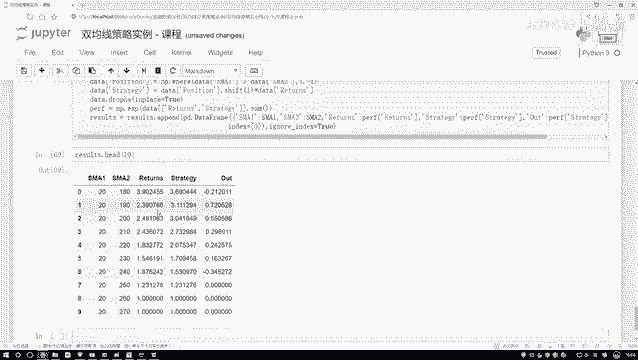 jupyter 双均线策略实例 - 课程 (unsaved changes)
File Edit View Insert Cell Kernel Widgets Help
Trusted Python 3
Markdown
data['Position'] = np.where(data['SMA1'] > data['SMA2'],1,-1)
data['Strategy'] = data['Position'].shift(1)*data['Returns']
data.dropna(inplace=True)
perf = np.exp(data[['Returns','Strategy']].sum())
results = results.append(pd.DataFrame({'SMA1':SMA1,'SMA2':SMA2,'Returns':perf['Returns'],'Strategy':perf['Strategy'],'Out':perf['Strategy']
index=[0]),ignore_index=True)
In [69] results.head(10)
Out[69]:
SMA1 SMA2 Returns Strategy Out
0 20 180 3.902455 3.690444 -0.212011
1 20 190 2.390766 3.111294 0.720528
2 20 200 2.491063 3.041649 0.550586
3 20 210 2.436072 2.732984 0.296911
4 20 220 1.832772 2.075347 0.242575
5 20 230 1.546191 1.709458 0.163267
6 20 240 1.876242 1.530970 -0.345272
7 20 250 1.231276 1.231276 0.000000
8 20 260 1.000000 1.000000 0.000000
9 20 270 1.000000 1.000000 0.000000
In [ ]: